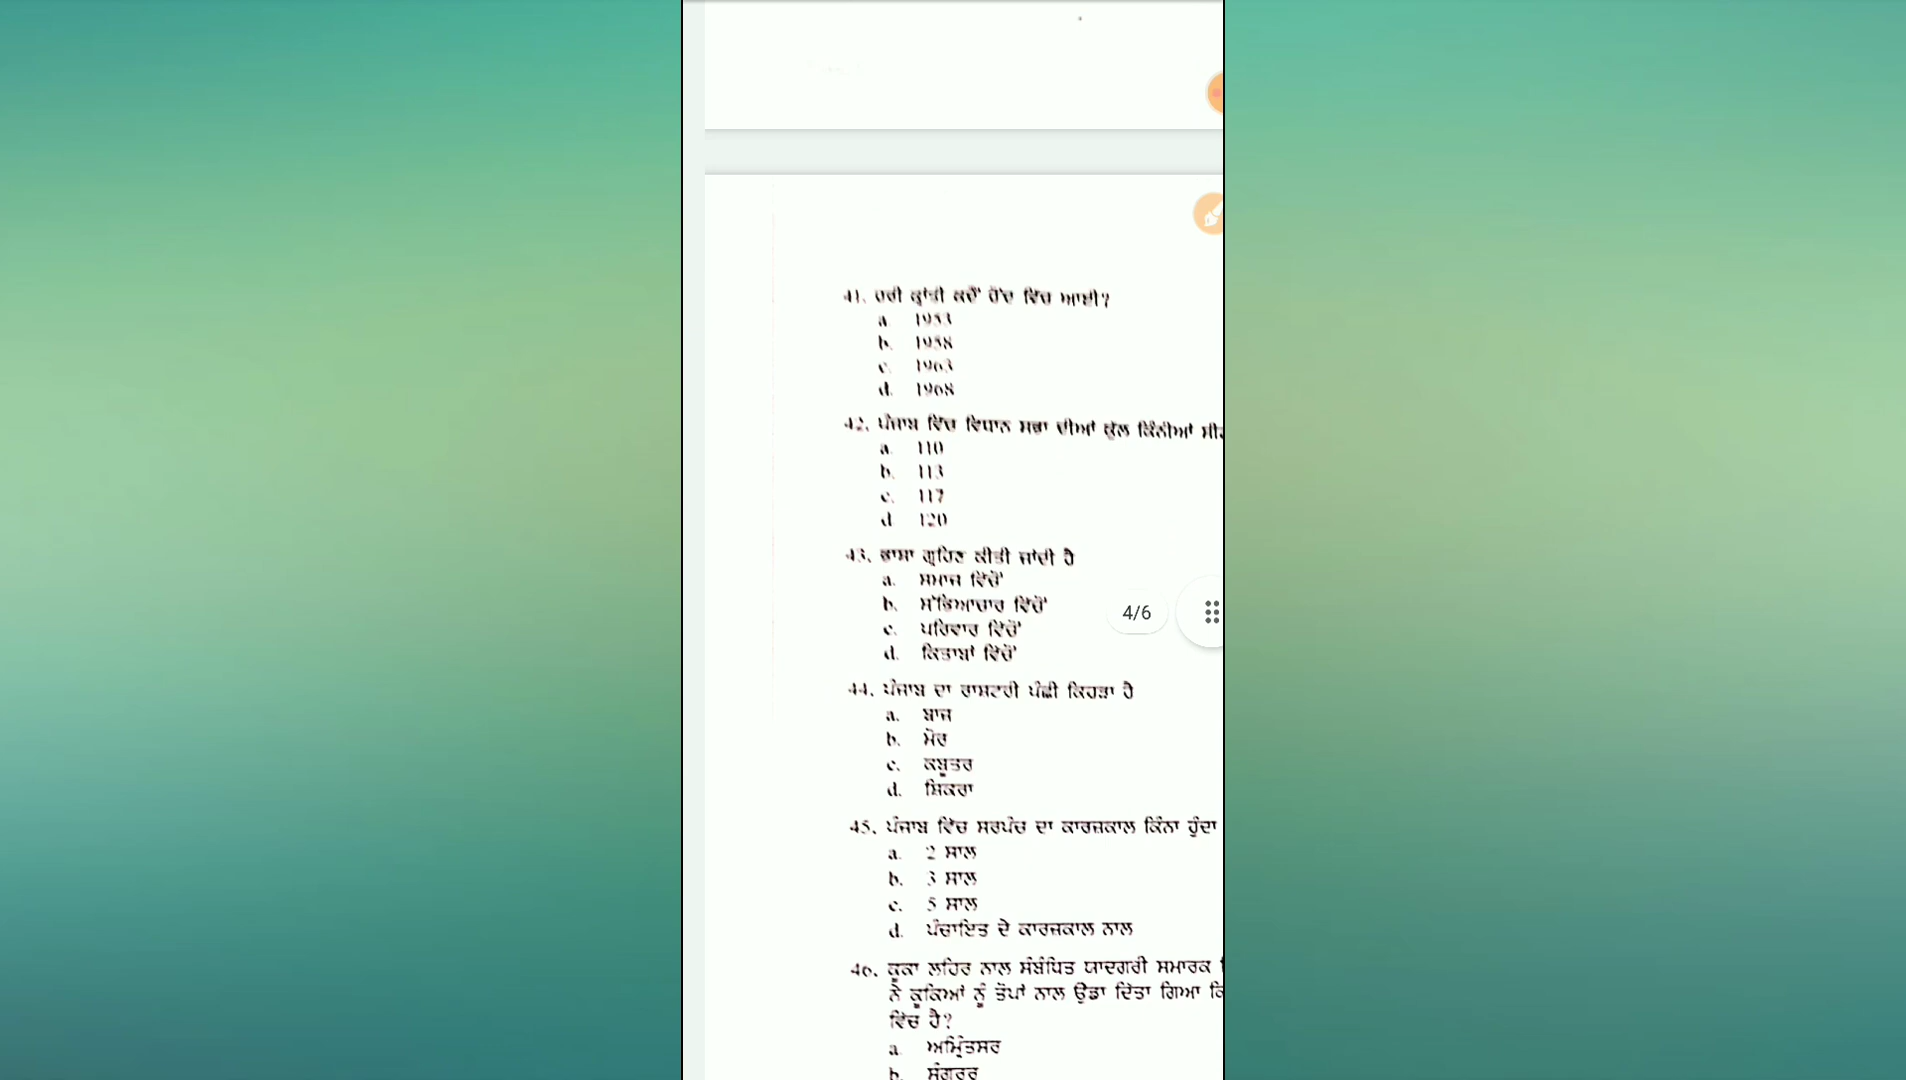 41. ਹਰੀ ਕ੍ਰਾਂਤੀ ਕਦੋਂ ਹੋਂਦ ਵਿੱਚ ਆਈ?
a. 1953
b. 1958
c. 1963
d. 1968
42. ਪੰਜਾਬ ਵਿੱਚ ਵਿਧਾਨ ਸਭਾ ਦੀਆਂ ਕੁੱਲ ਕਿੰਨੀਆਂ
a. 110
b. 113
c. 117
d 120
43. ਭਾਸ਼ਾ ਗ੍ਰਹਿਣ ਕੀਤੀ ਜਾਂਦੀ ਹੈ
a. ਸਮਾਜ ਵਿੱਚੋਂ
b. ਸੱਭਿਆਚਾਰ ਵਿੱਚੋਂ
c. ਪਰਿਵਾਰ ਵਿੱਚੋਂ
4/6
d. ਕਿਤਾਬਾਂ ਵਿੱਚੋਂ
44. ਪੰਜਾਬ ਦਾ ਰਾਸ਼ਟਰੀ ਪੰਛੀ ਕਿਹੜਾ ਹੈ
a. ਬਾਜ
b. ਮੋਰ
c. ਕਬੂਤਰ
d. ਸ਼ਿਕਰਾ
45. ਪੰਜਾਬ ਵਿੱਚ ਸਰਪੰਚ ਦਾ ਕਾਰਜਕਾਲ ਕਿੰਨਾ ਹੁੰਦਾ
a. 2 ਸਾਲ
b. 3 ਸਾਲ
c. 5 ਸਾਲ
d. ਪੰਚਾਇਤ ਦੇ ਕਾਰਜਕਾਲ ਨਾਲ
46. ਕੂਕਾ ਲਹਿਰ ਨਾਲ ਸੰਬੰਧਿਤ ਯਾਦਗਰੀ ਸਮਾਰਕ
ਨੇ ਕੂਕਿਆਂ ਨੂੰ ਤੋਪਾਂ ਨਾਲ ਉਡਾ ਦਿੱਤਾ ਗਿਆ
ਵਿੱਚ ਹੈ?
a. ਅਮ੍ਰਿੰਤਸਰ
b. ਸੰਗਰੂਰ